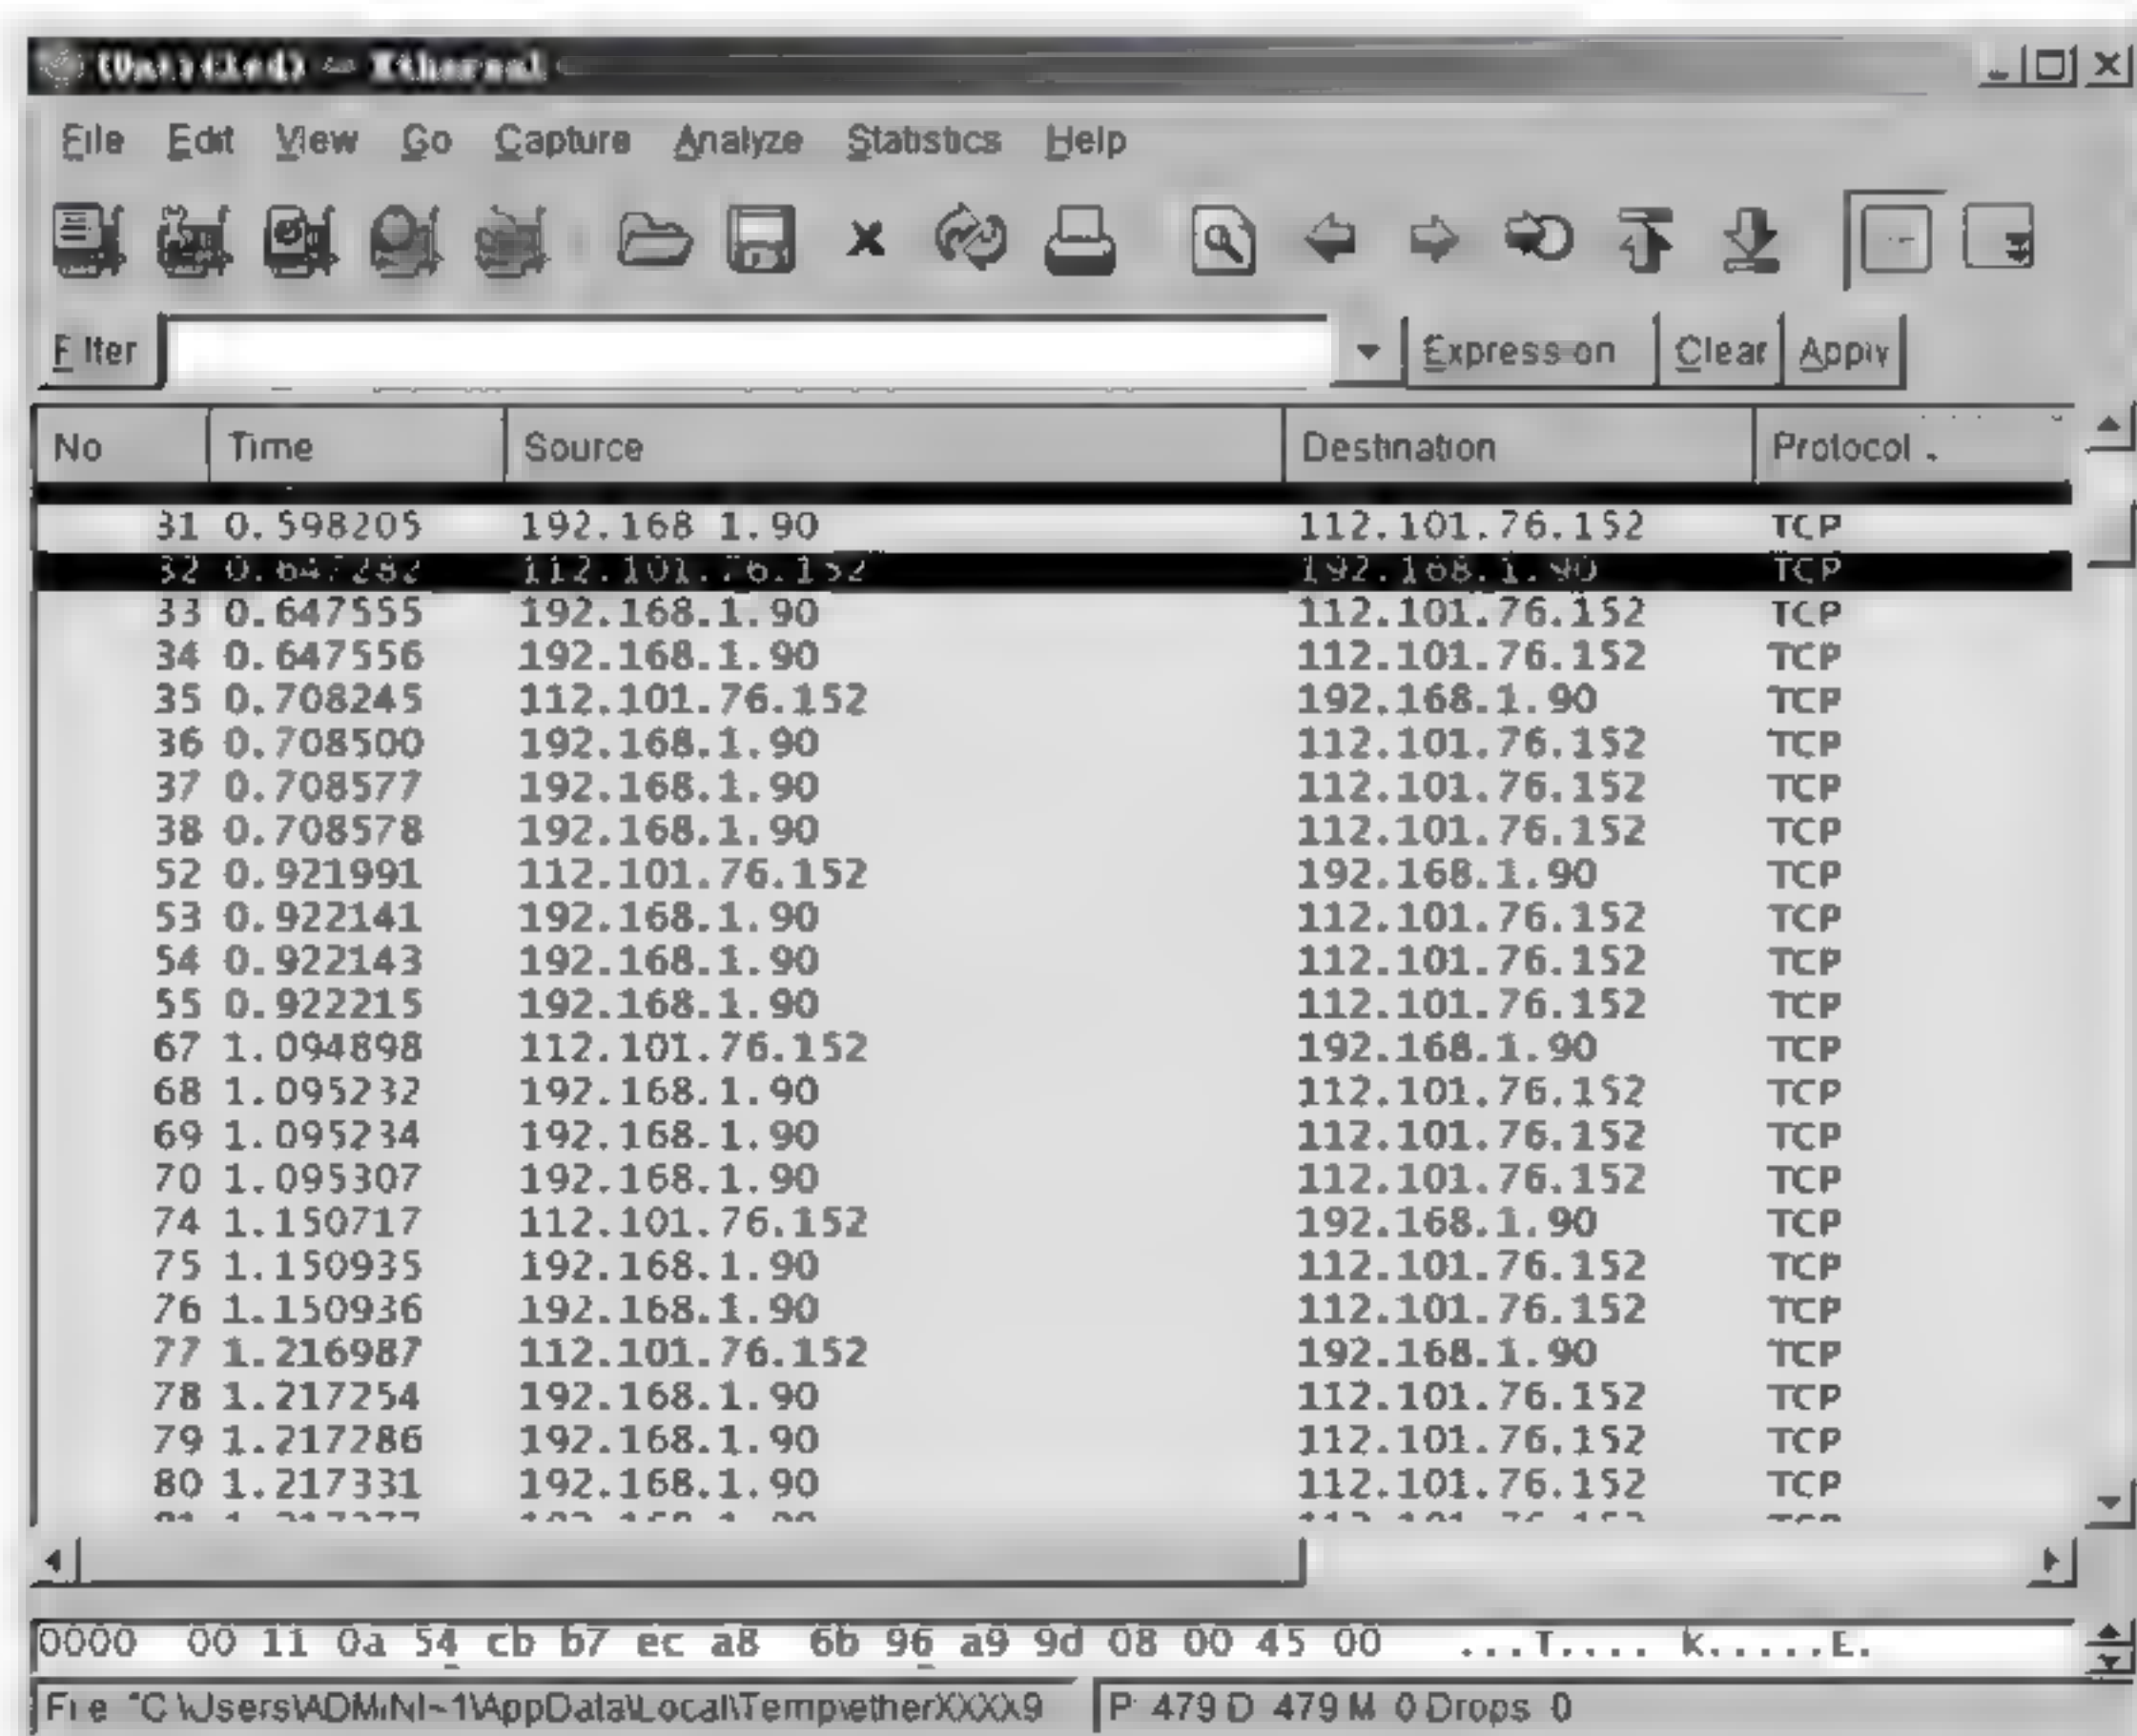 (Untitled) - Ethereal
File Edit View Go Capture Analyze Statistics Help
Filter Expression Clear Apply
No Time Source Destination Protocol
31 0.598205 192.168 1.90 112.101.76.152 TCP
32 0.647282 112.101.76.152 192.168.1.90 TCP
33 0.647555 192.168.1.90 112.101.76.152 TCP
34 0.647556 192.168.1.90 112.101.76.152 TCP
35 0.708245 112.101.76.152 192.168.1.90 TCP
36 0.708500 192.168.1.90 112.101.76.152 TCP
37 0.708577 192.168.1.90 112.101.76.152 TCP
38 0.708578 192.168.1.90 112.101.76.152 TCP
52 0.921991 112.101.76.152 192.168.1.90 TCP
53 0.922141 192.168.1.90 112.101.76.152 TCP
54 0.922143 192.168.1.90 112.101.76.152 TCP
55 0.922215 192.168.1.90 112.101.76.152 TCP
67 1.094898 112.101.76.152 192.168.1.90 TCP
68 1.095232 192.168.1.90 112.101.76.152 TCP
69 1.095234 192.168.1.90 112.101.76.152 TCP
70 1.095307 192.168.1.90 112.101.76.152 TCP
74 1.150717 112.101.76.152 192.168.1.90 TCP
75 1.150935 192.168.1.90 112.101.76.152 TCP
76 1.150936 192.168.1.90 112.101.76.152 TCP
77 1.216987 112.101.76.152 192.168.1.90 TCP
78 1.217254 192.168.1.90 112.101.76.152 TCP
79 1.217286 192.168.1.90 112.101.76.152 TCP
80 1.217331 192.168.1.90 112.101.76.152 TCP
0000 00 11 0a 54 cb b7 ec a8 6b 96 a9 9d 08 00 45 00 ...T.... k.....E.
File "C:\Users\ADMINI~1\AppData\Local\Temp\etherXXXX9 P: 479 D: 479 M: 0 Drops: 0